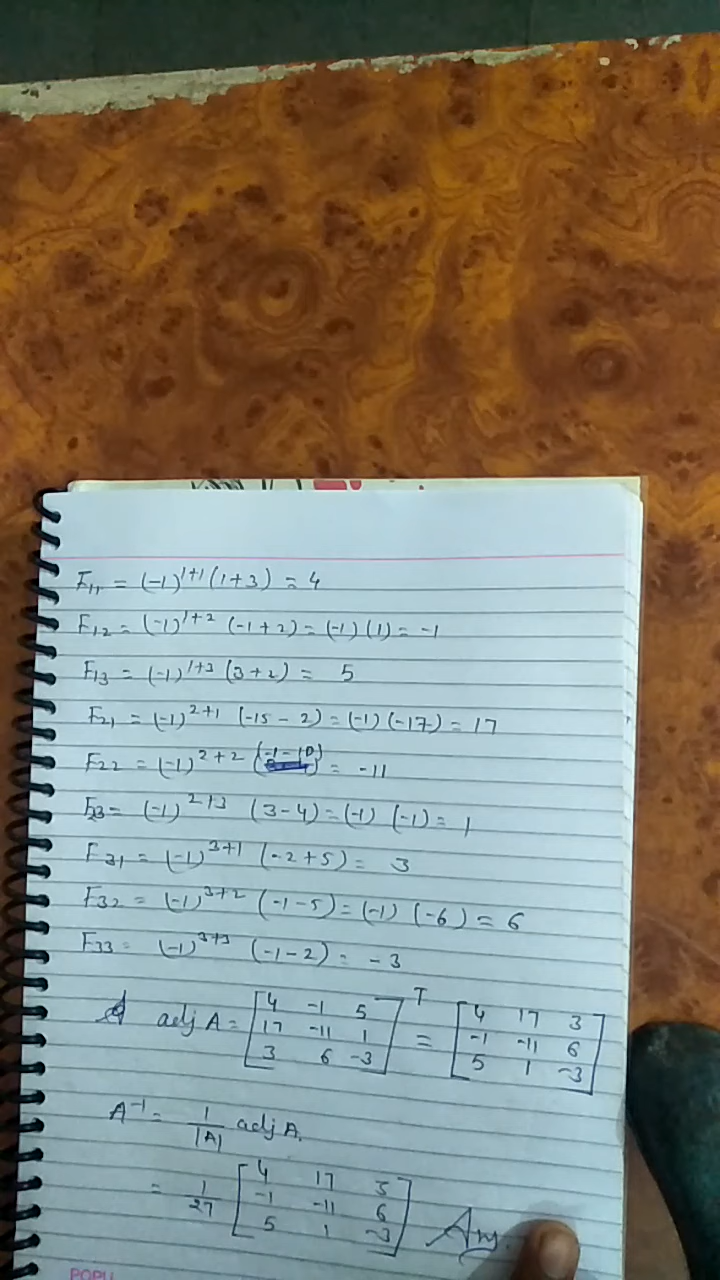 F₁₁ = (-1)¹⁺¹ (1+3) = 4
F₁₂ = (-1)¹⁺² (-1+2) = (-1) (1) = -1
F₁₃ = (-1)¹⁺³ (3+2) = 5
F₂₁ = (-1)²⁺¹ (-15-2) = (-1) (-17) = 17
F₂₂ = (-1)²⁺² (-1-10) = -11
F₂₃ = (-1)²⁺³ (3-4) = (-1) (-1) = 1
F₃₁ = (-1)³⁺¹ (-2+5) = 3
F₃₂ = (-1)³⁺² (-1-5) = (-1) (-6) = 6
F₃₃ = (-1)³⁺³ (-1-2) = -3
adj A = [4 -1 5; 17 -11 1; 3 6 -3]ᵀ = [4 17 3; -1 -11 6; 5 1 -3]
A⁻¹ = 1/|A| adj A.
= 1/27 [4 17 3; -1 -11 6; 5 1 -3] Ans.